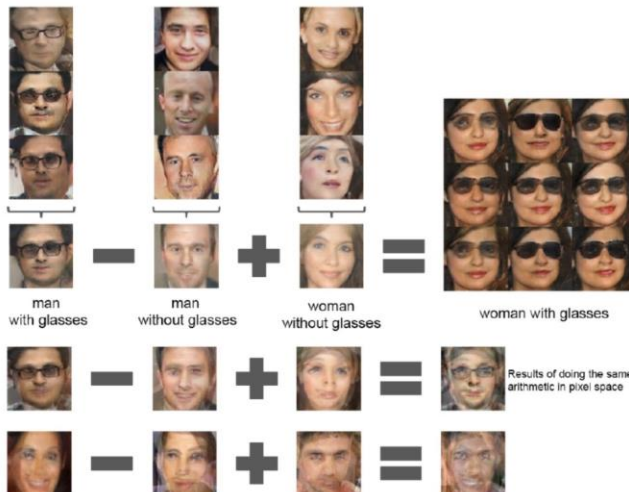 man
with glasses
man
without glasses
woman
without glasses
woman with glasses
Results of doing the same
arithmetic in pixel space